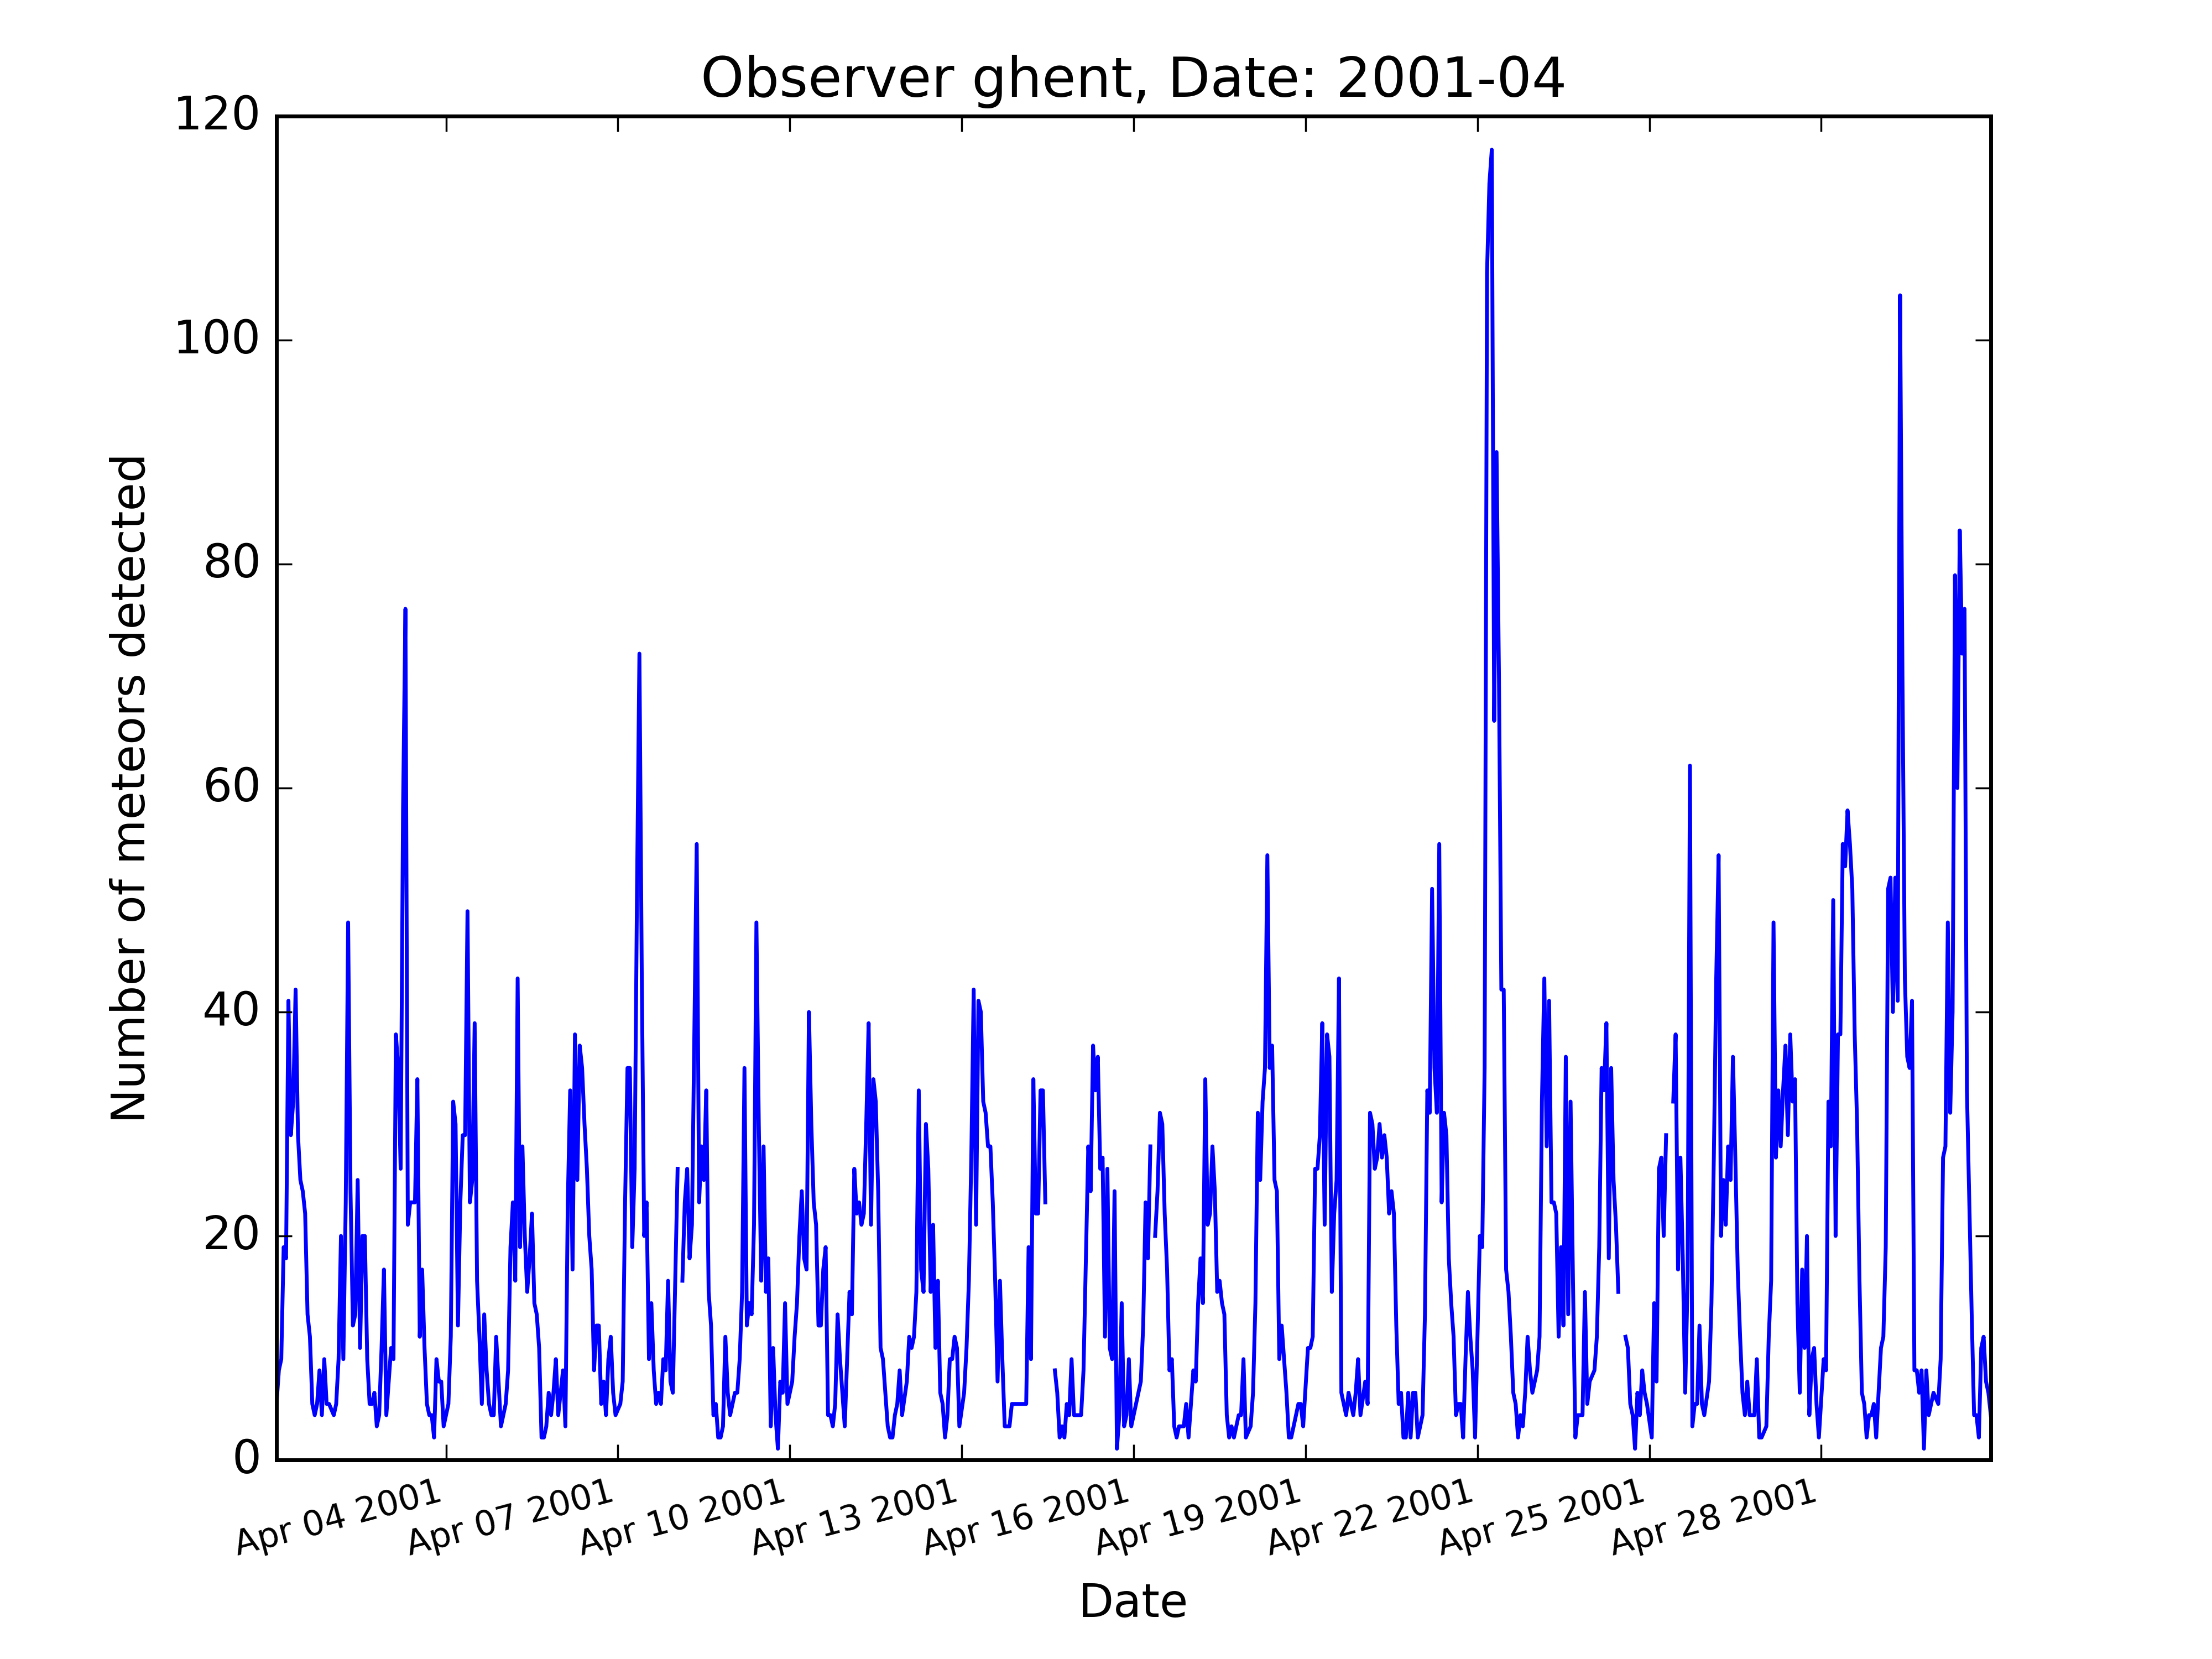 Observer ghent, Date: 2001-04
120
100
80
60
40
20
0
Number of meteors detected
Apr 04 2001
Apr 07 2001
Apr 10 2001
Apr 13 2001
Apr 16 2001
Apr 19 2001
Apr 22 2001
Apr 25 2001
Apr 28 2001
Date